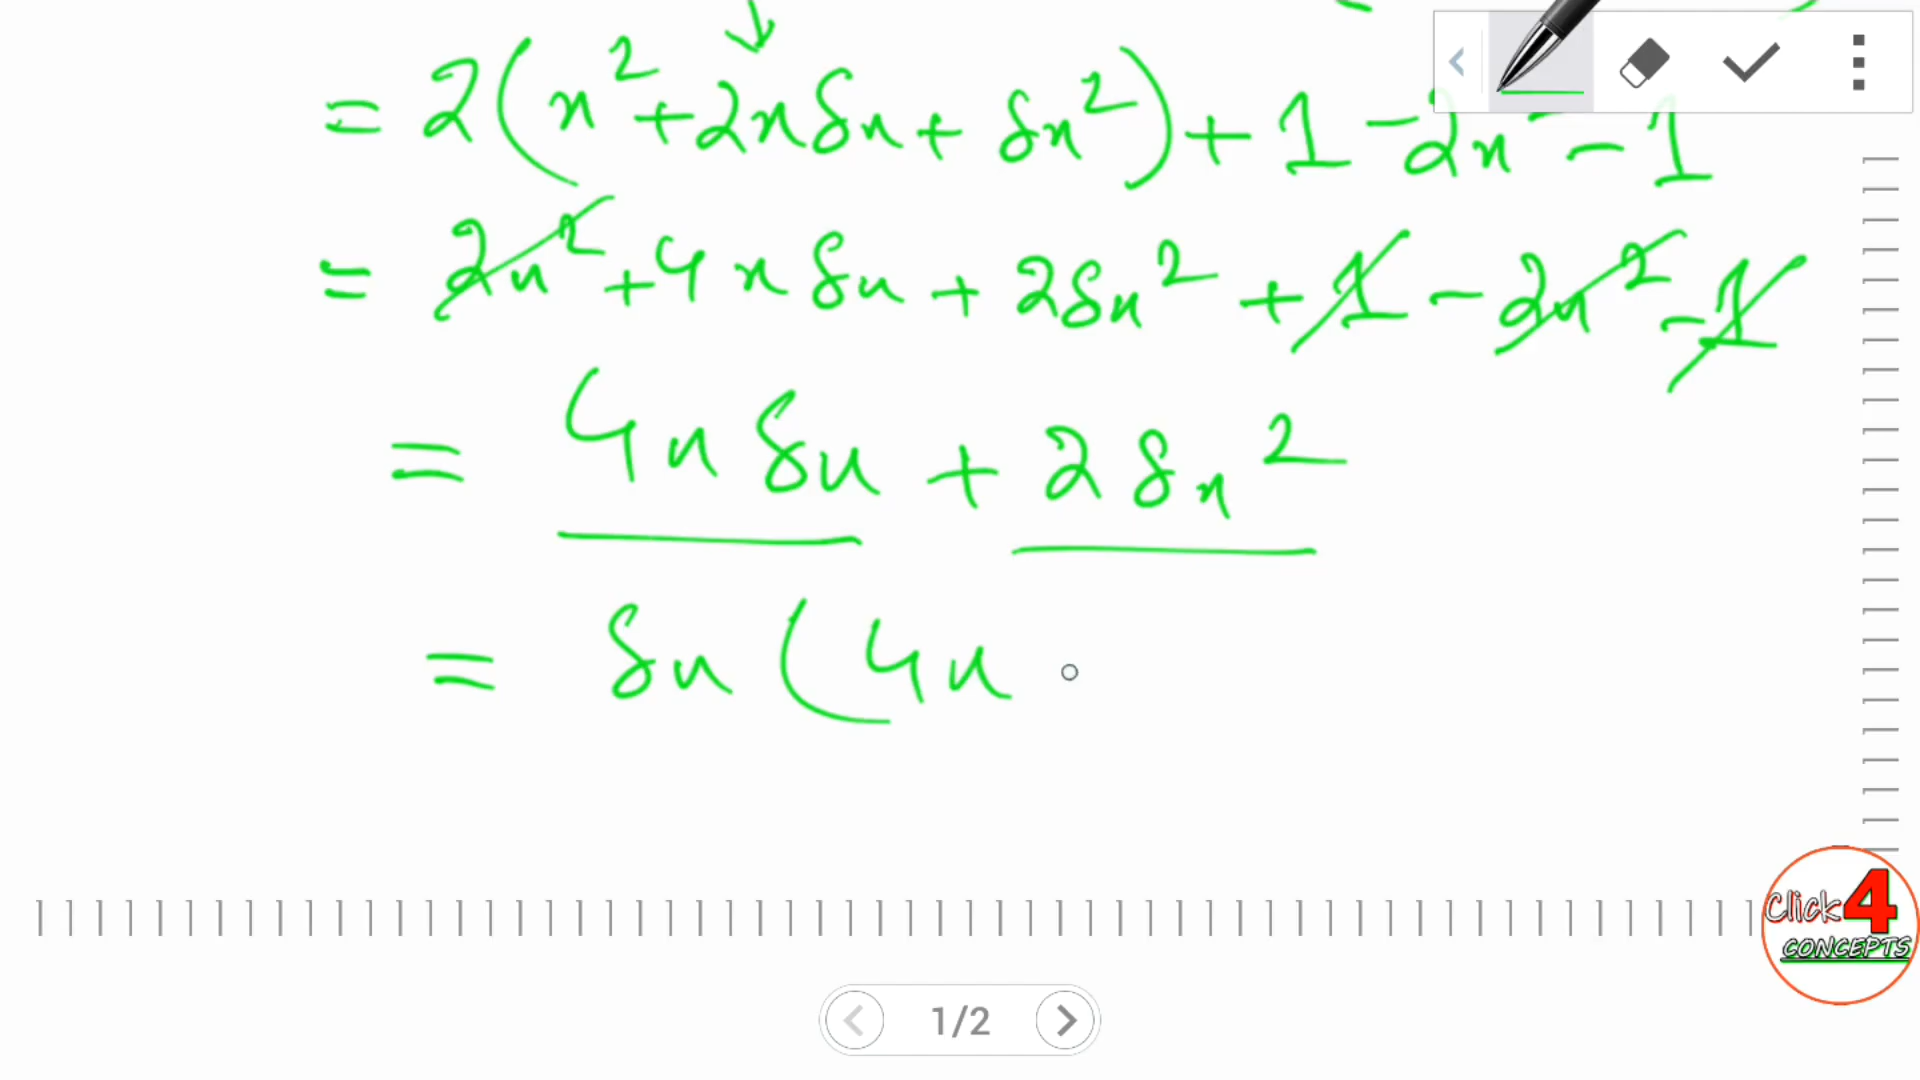 = 2(x² + 2xδx + δx²) + 1 - 2x² - 1
= 2x² + 4xδx + 2δx² + 1 - 2x² - 1
= 4xδx + 2δx²
= δx(4x
Click 4
CONCEPTS
1/2